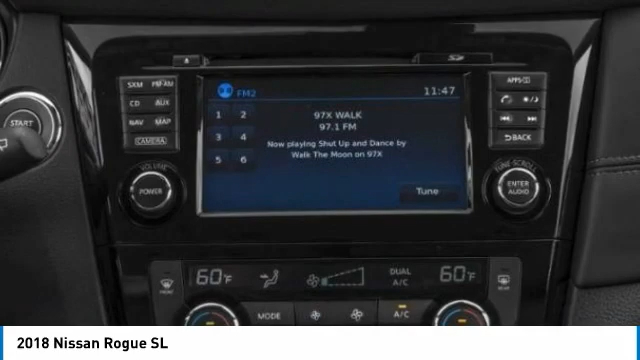 SXM FM-AM
CD AUX
NAV MAP
CAMERA
START
VOLUME
POWER
FM2
11:47
1 2
3 4
5 6
97X WALK
97.1 FM
Now playing Shut Up and Dance by
Walk The Moon on 97X
Tune
APPS
BACK
TUNE·SCROLL
ENTER
AUDIO
60°F
DUAL
A/C
60°F
FRONT
REAR
MODE
A/C
2018 Nissan Rogue SL